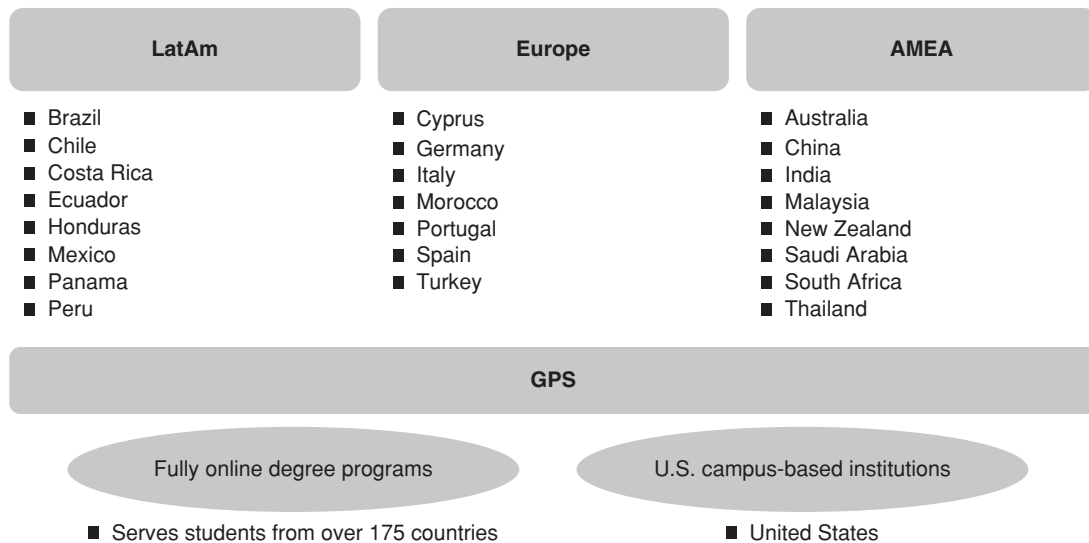 LatAm
Brazil
Chile
Costa Rica
Ecuador
Honduras
Mexico
Panama
Peru
Europe
Cyprus
Germany
Italy
Morocco
Portugal
Spain
Turkey
AMEA
Australia
China
India
Malaysia
New Zealand
Saudi Arabia
South Africa
Thailand
GPS
Fully online degree programs
Serves students from over 175 countries
U.S. campus-based institutions
United States